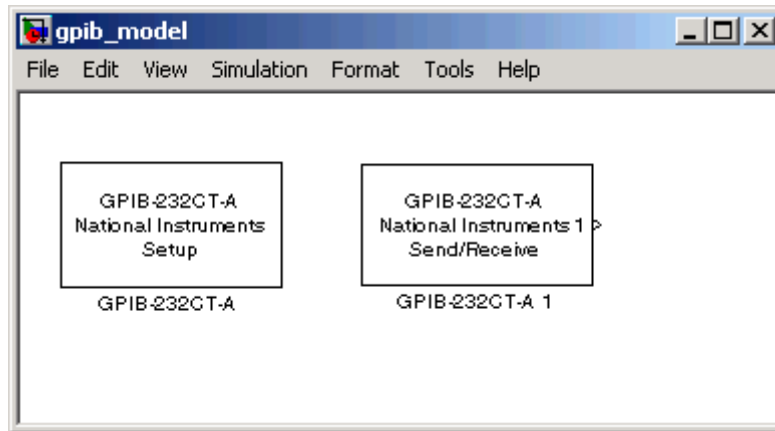 gpib_model
File Edit View Simulation Format Tools Help
GPIB-232CT-A
National Instruments
Setup
GPIB-232CT-A
GPIB-232CT-A
National Instruments 1
Send/Receive
GPIB-232CT-A 1